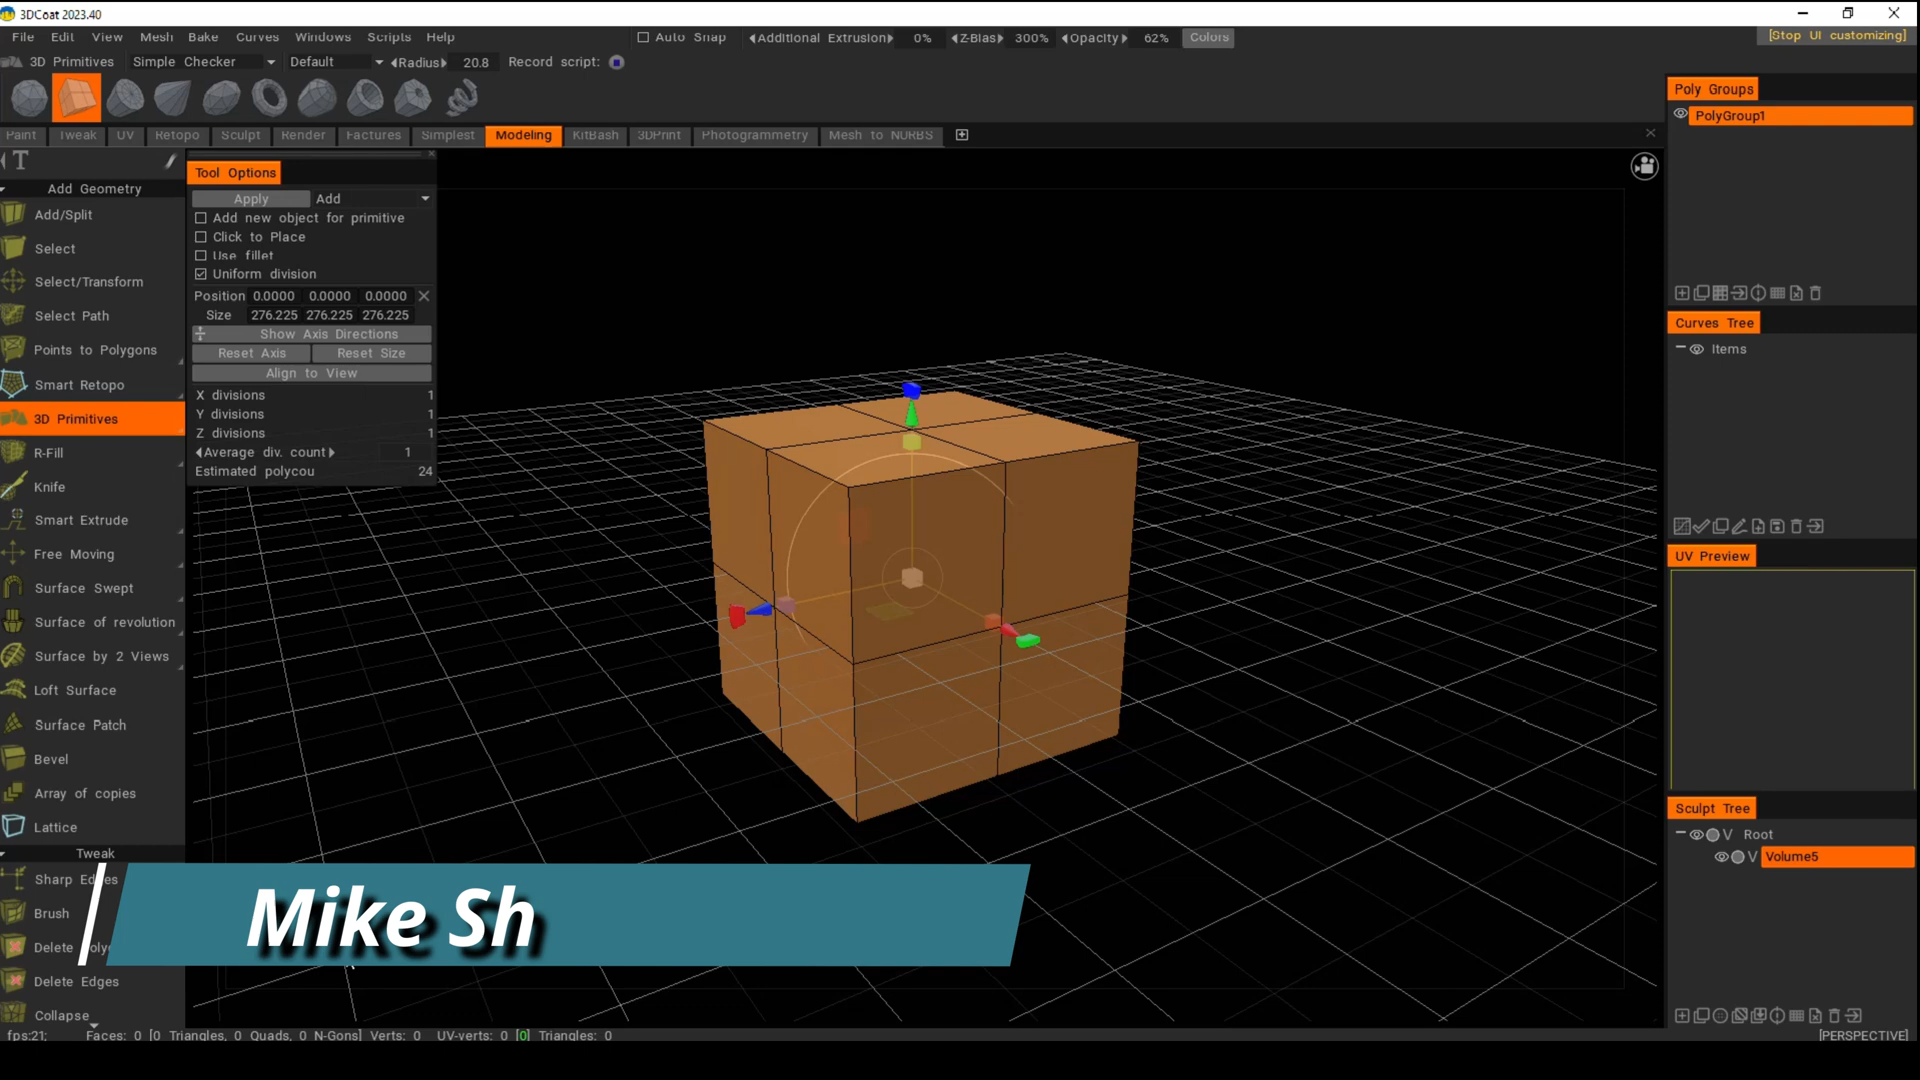 3DCoat 2023.40
File Edit View Mesh Bake Curves Windows Scripts Help
Auto Snap Additional Extrusion 0% Z-Bias 300% Opacity 62% Colors
[Stop UI customizing]
3D Primitives Simple Checker Default Radius 20.8 Record script:
Paint Tweak UV Retopo Sculpt Render Factures Simplest Modeling KitBash 3DPrint Photogrammetry Mesh to NURBS
T
Add Geometry
Add/Split
Select
Select/Transform
Select Path
Points to Polygons
Smart Retopo
3D Primitives
R-Fill
Knife
Smart Extrude
Free Moving
Surface Swept
Surface of revolution
Surface by 2 Views
Loft Surface
Surface Patch
Bevel
Array of copies
Lattice
Tweak
Sharp
Brush
Delete
Delete Edges
Collapse
Tool Options
Apply Add
Add new object for primitive
Click to Place
Use fillet
Uniform division
Position 0.0000 0.0000 0.0000
Size 276.225 276.225 276.225
Show Axis Directions
Reset Axis Reset Size
Align to View
X divisions 1
Y divisions 1
Z divisions 1
Average div. count 1
Estimated polycou 24
Poly Groups
PolyGroup1
Curves Tree
Items
UV Preview
Sculpt Tree
V Root
V Volume5
Mike Sh
fps:21; Faces: 0 [0 Triangles, 0 Quads, 0 N-Gons] Verts: 0 UV-verts: 0 [0] Triangles: 0
[PERSPECTIVE]